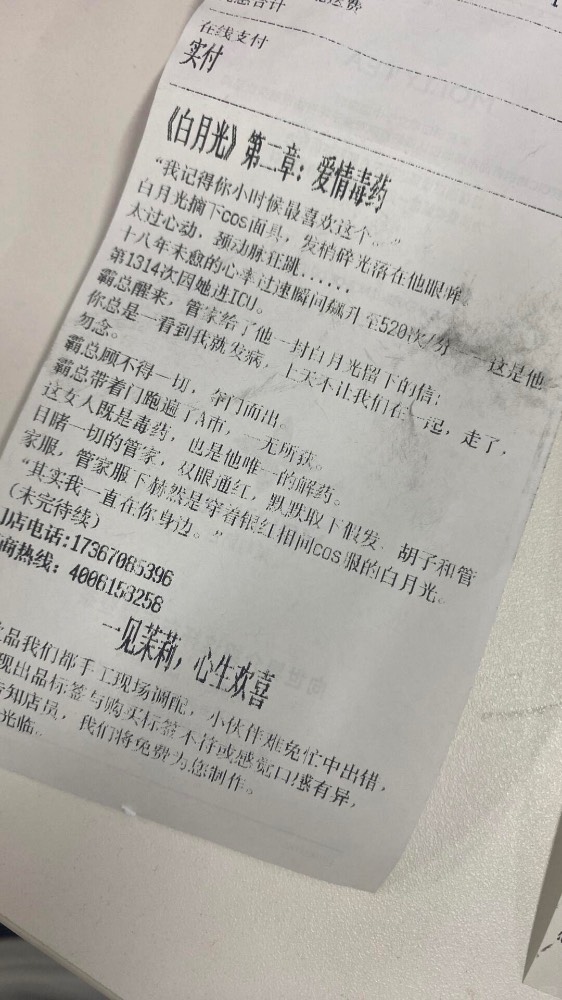 在线支付
实付
《白月光》第二章：爱情毒药
“我记得你小时候最喜欢这个。”
白月光摘下cos面具，发梢碎光落在他眼眸，
太过心动，颈动脉狂跳......
十八年未愈的心率过速瞬间飙升至520次/分——这是他
第1314次因她进ICU。
霸总醒来，管家给了他一封白月光留下的信：
你总是一看到我就发病，上天不让我们在一起，走了，
勿念。
霸总顾不得一切，夺门而出。
霸总带着门跑遍了A市，一无所获。
这女人既是毒药，也是他唯一的解药。
目睹一切的管家，双眼通红，默默取下假发、胡子和管
家服，管家服下赫然是穿着银红相间cos服的白月光。
“其实我一直在你身边。”
(未完待续)
店电话:17367085396
商热线: 4006158258
一见茉莉，心生欢喜
品我们都手工现场调配，小伙伴难免忙中出错，
现出品标签与购买标签不符或感觉口感有异，
告知店员，我们将免费为您制作。
光临。
MOLLY TEA